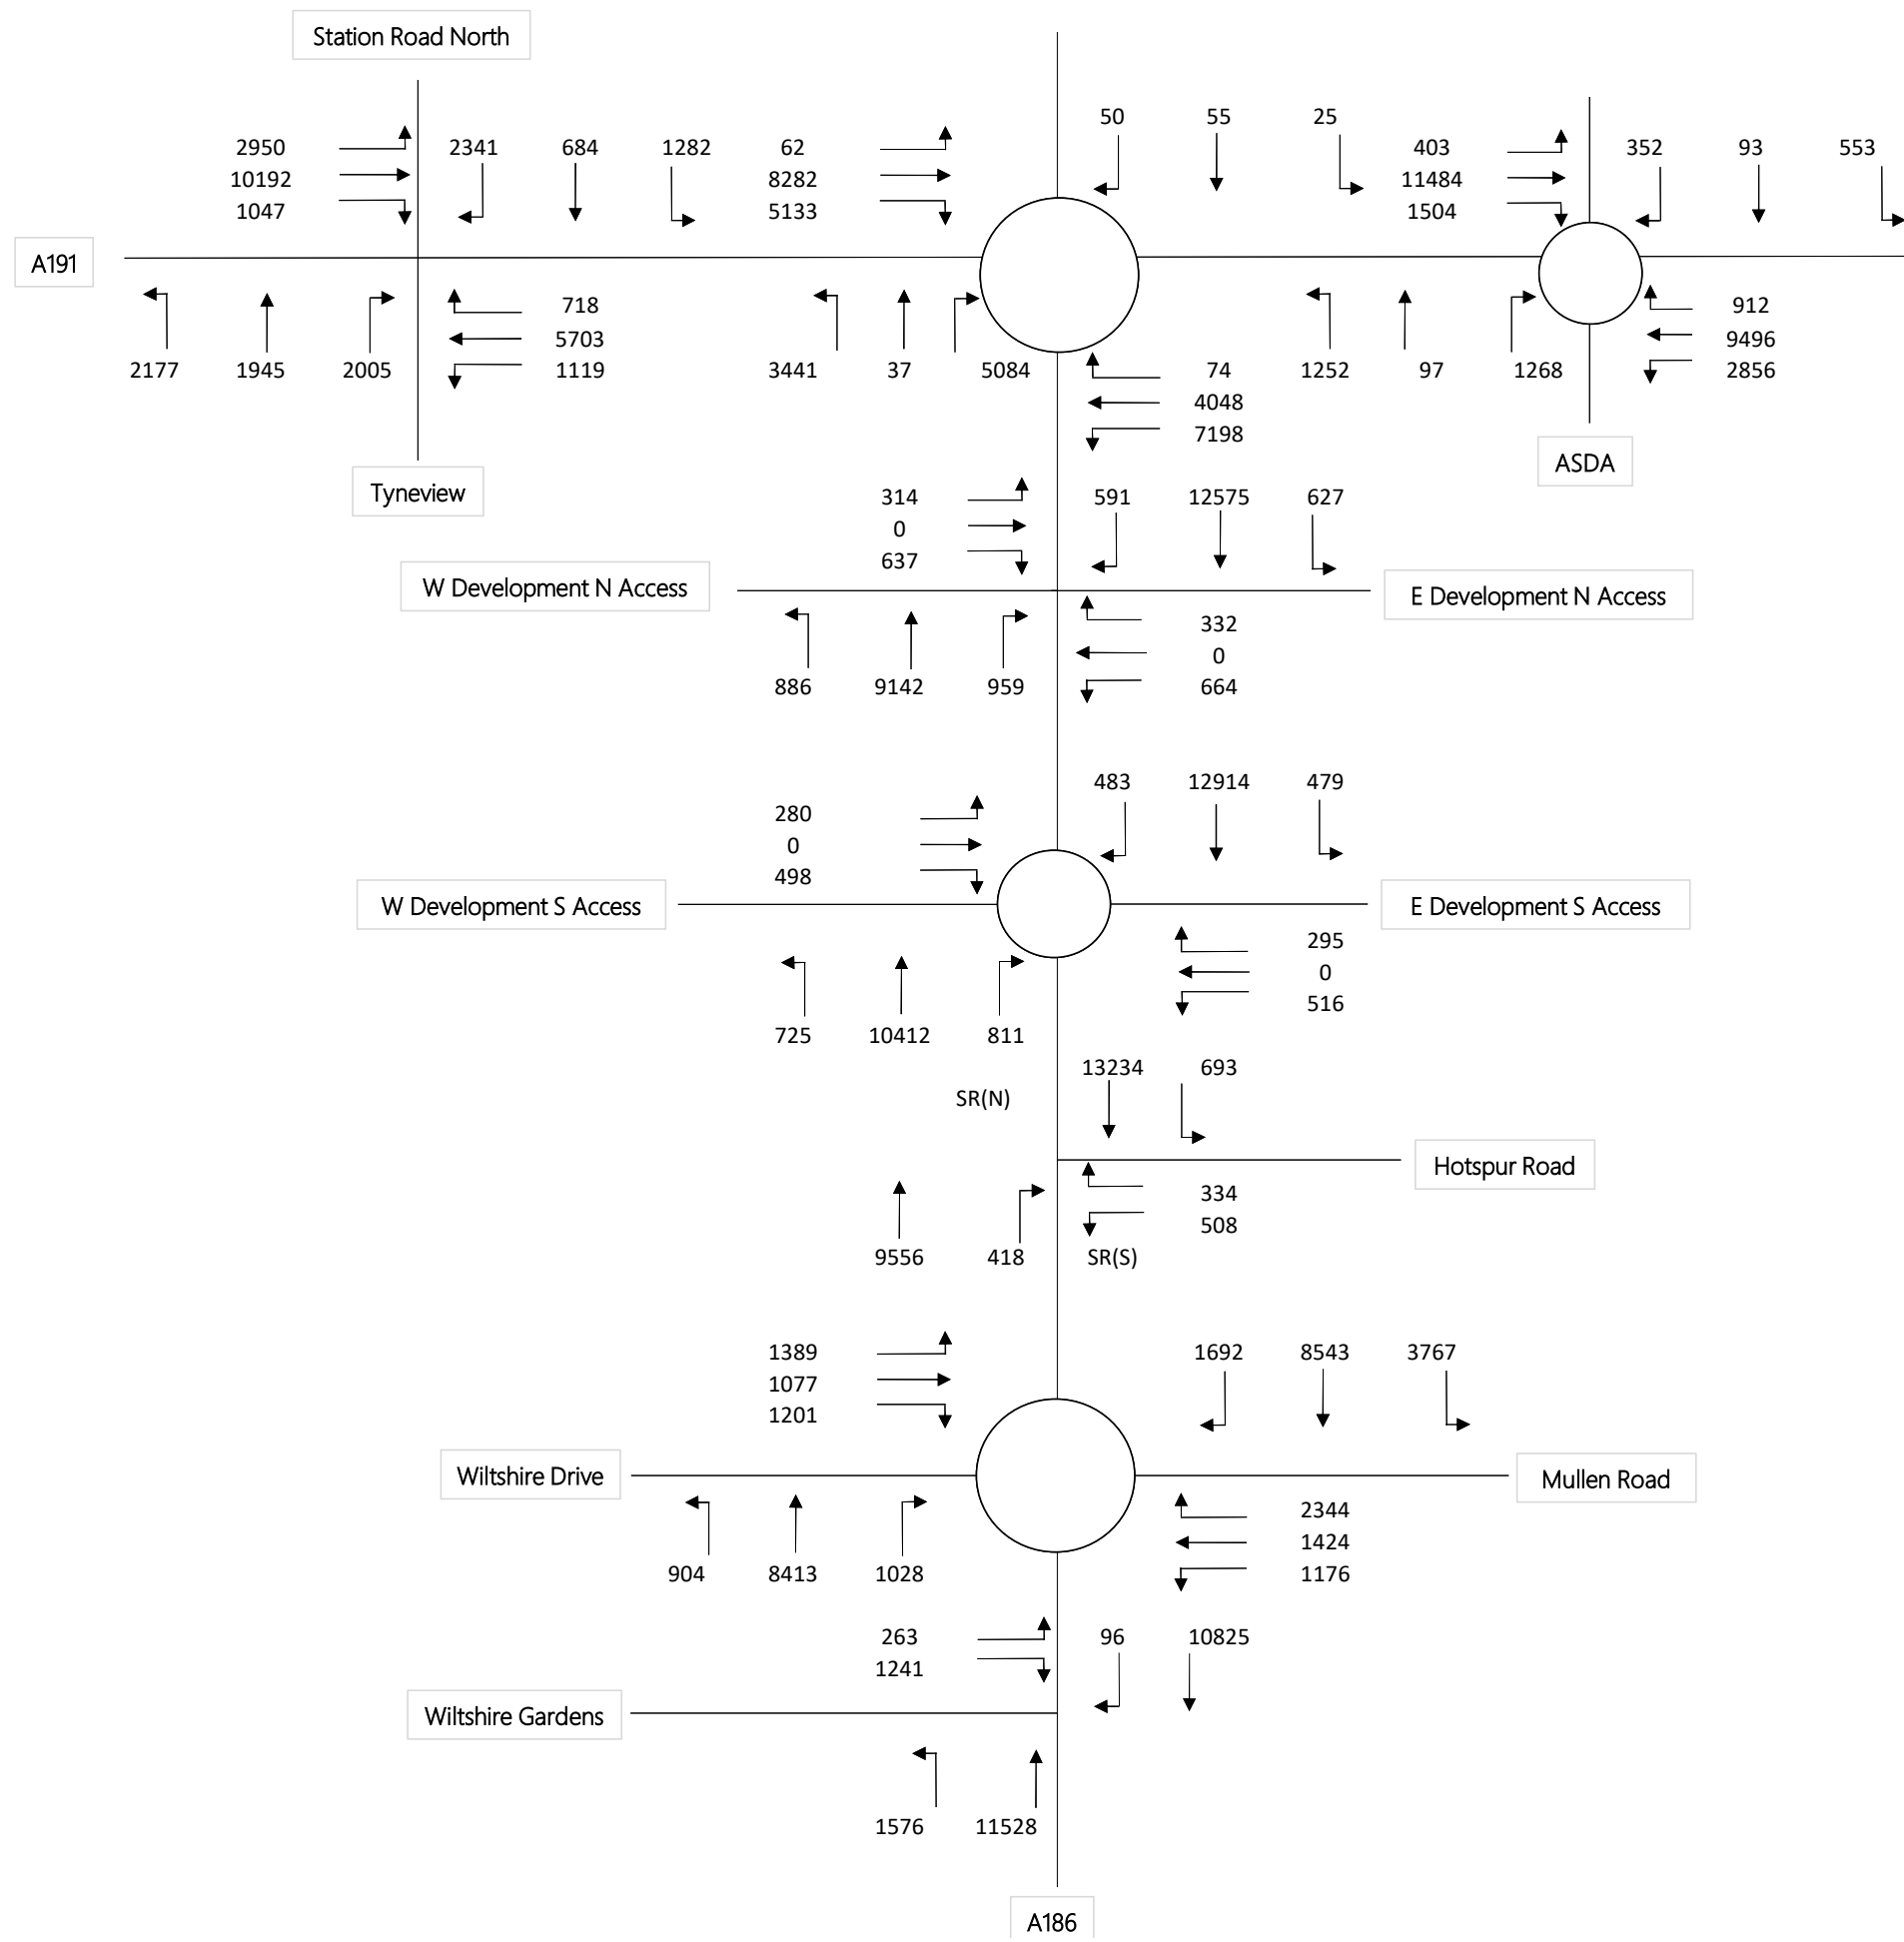 Station Road North
50 55 25
2950 2341 684 1282 62 403 352 93 553
10192 8282 11484
1047 5133 1504
A191
718 912
5703 9496
2177 1945 2005 1119 3441 37 5084 74 1252 97 1268 2856
4048
7198
ASDA
Tyneview
314 591 12575 627
0
637
W Development N Access E Development N Access
332
0
886 9142 959 664
483 12914 479
280
0
498
W Development S Access E Development S Access
295
0
516
725 10412 811
13234 693
SR(N)
Hotspur Road
334
508
9556 418 SR(S)
1389 1692 8543 3767
1077
1201
Wiltshire Drive Mullen Road
2344
1424
904 8413 1028 1176
263 96 10825
1241
Wiltshire Gardens
1576 11528
A186